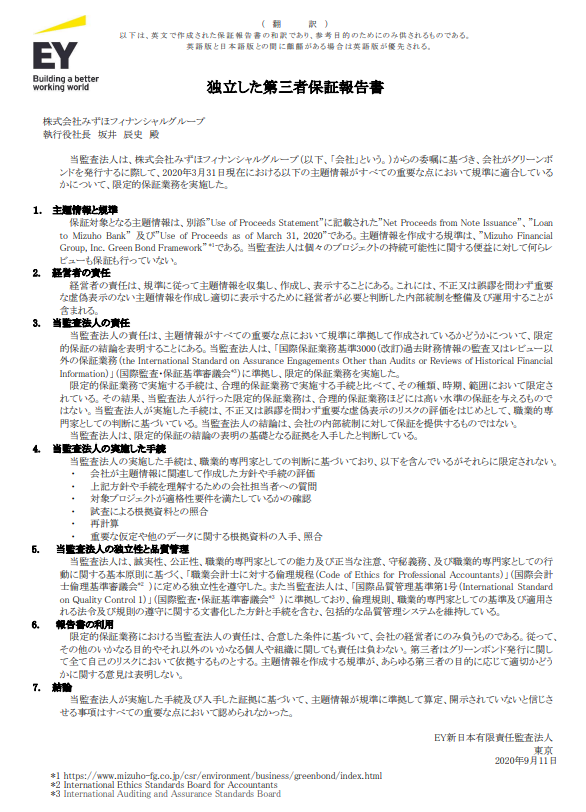 （ 翻 訳 ）
以下は、英文で作成された保証報告書の和訳であり、参考目的のためにのみ供されるものである。
英語版と日本語版との間に齟齬がある場合は英語版が優先される。
EY
Building a better
working world
独立した第三者保証報告書
株式会社みずほフィナンシャルグループ
執行役社長 坂井 辰史 殿
当監査法人は、株式会社みずほフィナンシャルグループ（以下、「会社」という。）からの委嘱に基づき、会社がグリーンボ
ンドを発行するに際して、2020年3月31日現在における以下の主題情報がすべての重要な点において規準に適合している
かについて、限定的保証業務を実施した。
1. 主題情報と規準
保証対象となる主題情報は、別添"Use of Proceeds Statement"に記載された"Net Proceeds from Note Issuance"、"Loan
to Mizuho Bank" 及び"Use of Proceeds as of March 31, 2020"である。主題情報を作成する規準は、"Mizuho Financial
Group, Inc. Green Bond Framework" *1である。当監査法人は個々のプロジェクトの持続可能性に関する便益に対して何らレ
ビューも保証も行っていない。
2. 経営者の責任
経営者の責任は、規準に従って主題情報を収集し、作成し、表示することにある。これには、不正又は誤謬を問わず重要
な虚偽表示のない主題情報を作成し適切に表示するために経営者が必要と判断した内部統制を整備及び運用することが
含まれる。
3. 当監査法人の責任
当監査法人の責任は、主題情報がすべての重要な点において規準に準拠して作成されているかどうかについて、限定
的保証の結論を表明することにある。当監査法人は、「国際保証業務基準3000（改訂）過去財務情報の監査又はレビュー以
外の保証業務（the International Standard on Assurance Engagements Other than Audits or Reviews of Historical Financial
Information）」（国際監査・保証基準審議会*3）に準拠し、限定的保証業務を実施した。
限定的保証業務で実施する手続は、合理的保証業務で実施する手続と比べて、その種類、時期、範囲において限定さ
れている。その結果、当監査法人が行った限定的保証業務は、合理的保証業務ほどには高い水準の保証を与えるもので
はない。当監査法人が実施した手続は、不正又は誤謬を問わず重要な虚偽表示のリスクの評価をはじめとして、職業的専
門家としての判断に基づいている。当監査法人の結論は、会社の内部統制に対して保証を提供するものではない。
当監査法人は、限定的保証の結論の表明の基礎となる証拠を入手したと判断している。
4. 当監査法人の実施した手続
当監査法人の実施した手続は、職業的専門家としての判断に基づいており、以下を含んでいるがそれらに限定されない。
・ 会社が主題情報に関連して作成した方針や手続の評価
・ 上記方針や手続を理解するための会社担当者への質問
・ 対象プロジェクトが適格性要件を満たしているかの確認
・ 試査による根拠資料との照合
・ 再計算
・ 重要な仮定や他のデータに関する根拠資料の入手、照合
5. 当監査法人の独立性と品質管理
当監査法人は、誠実性、公正性、職業的専門家としての能力及び正当な注意、守秘義務、及び職業的専門家としての行
動に関する基本原則に基づく、「職業会計士に対する倫理規程（Code of Ethics for Professional Accountants）」（国際会計
士倫理基準審議会*2 ）に定める独立性を遵守した。また当監査法人は、「国際品質管理基準第1号（International Standard
on Quality Control 1）」（国際監査・保証基準審議会*3 ）に準拠しており、倫理規則、職業的専門家としての基準及び適用さ
れる法令及び規則の遵守に関する文書化した方針と手続を含む、包括的な品質管理システムを維持している。
6. 報告書の利用
限定的保証業務における当監査法人の責任は、合意した条件に基づいて、会社の経営者にのみ負うものである。従って、
その他のいかなる目的やそれ以外のいかなる個人や組織に関しても責任は負わない。第三者はグリーンボンド発行に関し
て全て自己のリスクにおいて依拠するものとする。主題情報を作成する規準が、あらゆる第三者の目的に応じて適切かどう
かに関する意見は表明しない。
7. 結論
当監査法人が実施した手続及び入手した証拠に基づいて、主題情報が規準に準拠して算定、開示されていないと信じさ
せる事項はすべての重要な点において認められなかった。
EY新日本有限責任監査法人
東京
2020年9月11日
*1 https://www.mizuho-fg.co.jp/csr/environment/business/greenbond/index.html
*2 International Ethics Standards Board for Accountants
*3 International Auditing and Assurance Standards Board